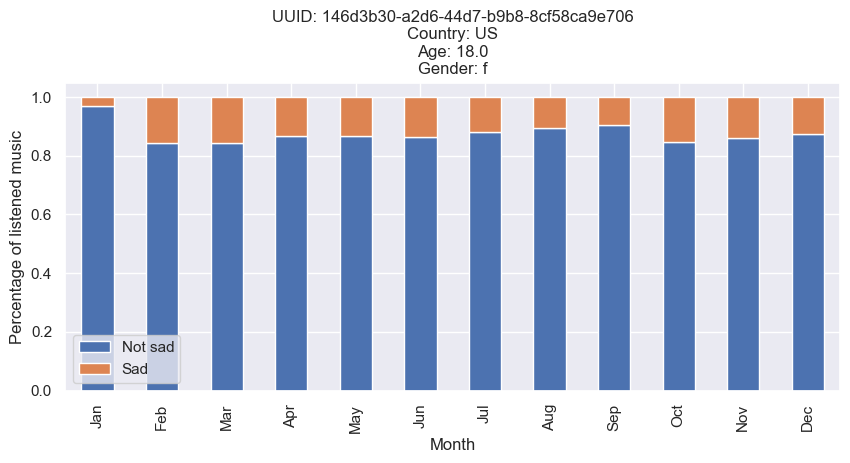 UUID: 146d3b30-a2d6-44d7-b9b8-8cf58ca9e706
Country: US
Age: 18.0
Gender: f
Percentage of listened music
1.0
0.8
0.6
0.4
0.2
0.0
Not sad
Sad
Jan
Feb
Mar
Apr
May
Jun
Jul
Aug
Sep
Oct
Nov
Dec
Month